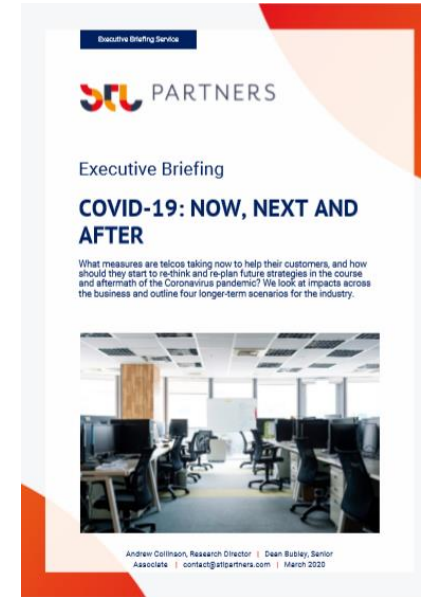 Executive Briefing Service
STL PARTNERS
Executive Briefing
COVID-19: NOW, NEXT AND
AFTER
What measures are telcos taking now to help their customers, and how
should they start to re-think and re-plan future strategies in the course
and aftermath of the Coronavirus pandemic? We look at impacts across
the business and outline four longer-term scenarios for the industry.
Andrew Collinson, Research Director | Dean Bubley, Senior
Associate | contact@stlpartners.com | March 2020